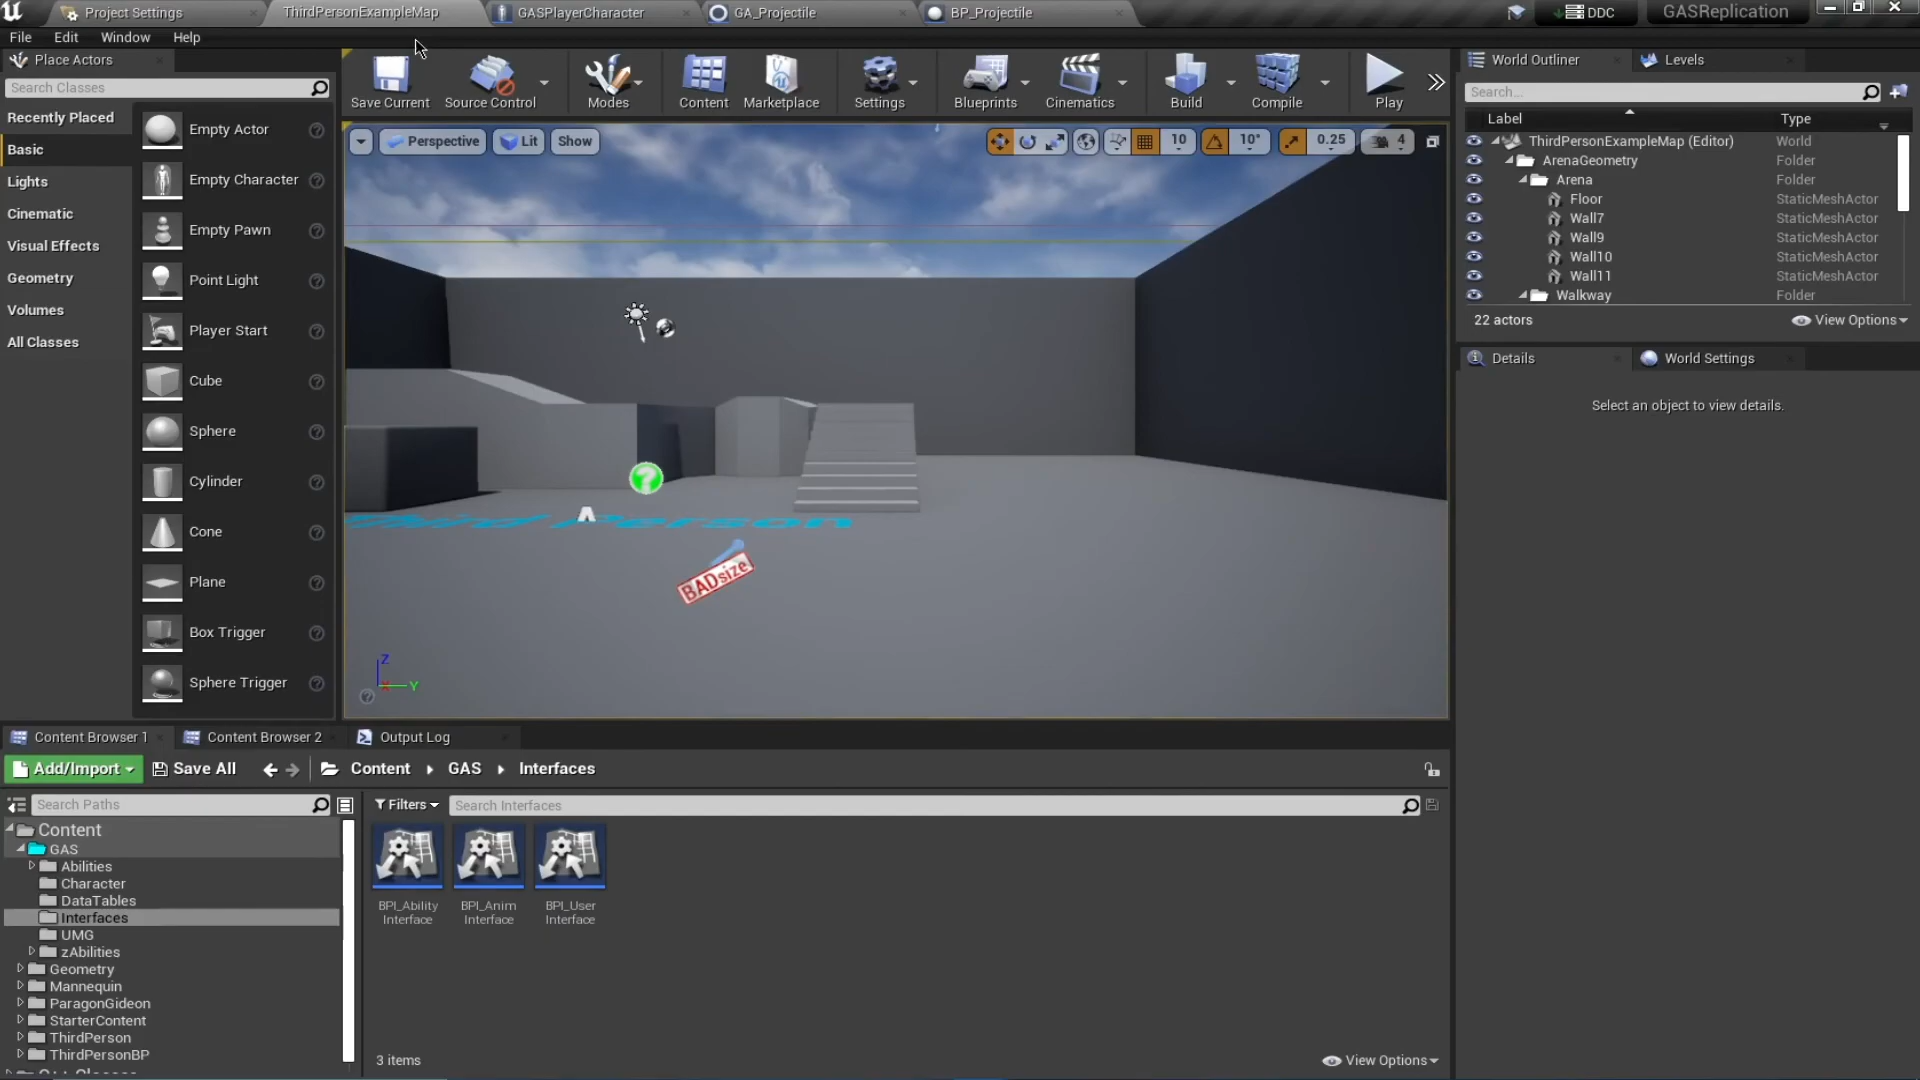 Project Settings
ThirdPersonExampleMap
GASPlayerCharacter
GA_Projectile
BP_Projectile
DDC
GASReplication
File Edit Window Help
Place Actors
Search Classes
Recently Placed
Basic
Lights
Cinematic
Visual Effects
Geometry
Volumes
All Classes
Empty Actor
Empty Character
Empty Pawn
Point Light
Player Start
Cube
Sphere
Cylinder
Cone
Plane
Box Trigger
Sphere Trigger
Save Current
Source Control
Modes
Content
Marketplace
Settings
Blueprints
Cinematics
Build
Compile
Play
Perspective
Lit
Show
10
10°
0.25
4
Third Person
BADsize
Z
X
Y
World Outliner
Levels
Search...
Label Type
ThirdPersonExampleMap (Editor) World
ArenaGeometry Folder
Arena Folder
Floor StaticMeshActor
Wall7 StaticMeshActor
Wall9 StaticMeshActor
Wall10 StaticMeshActor
Wall11 StaticMeshActor
Walkway Folder
22 actors
View Options
Details
World Settings
Select an object to view details.
Content Browser 1
Content Browser 2
Output Log
Add/Import
Save All
Content
GAS
Interfaces
Search Paths
Filters
Search Interfaces
Content
GAS
Abilities
Character
DataTables
Interfaces
UMG
zAbilities
Geometry
Mannequin
ParagonGideon
StarterContent
ThirdPerson
ThirdPersonBP
C++ Classes
BPI_Ability
Interface
BPI_Anim
Interface
BPI_User
Interface
3 items
View Options